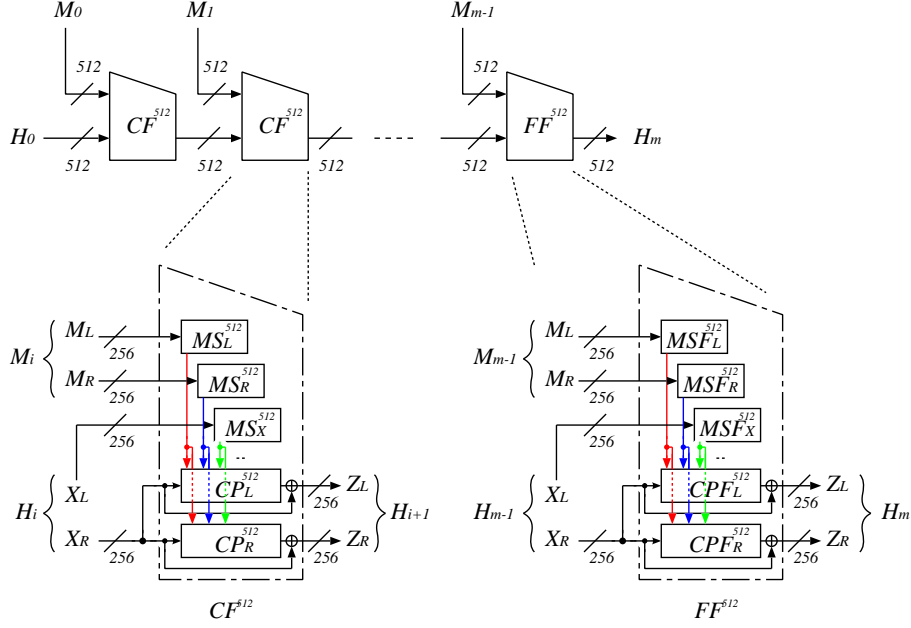 M0 M1 Mm-1
512 512 512
H0 CF512 CF512 FF512 Hm
512 512 512 512 512
ML MSL512 ML MSFL512
256 256
Mi Mm-1
MR MSR512 MR MSFR512
256 256
MSX512 MSFX512
256 256
XL CPL512 ZL XL CPFL512 ZL
256 256
Hi Hi+1 Hm-1 Hm
XR CPR512 ZR XR CPFR512 ZR
256 256 256 256
CF512 FF512